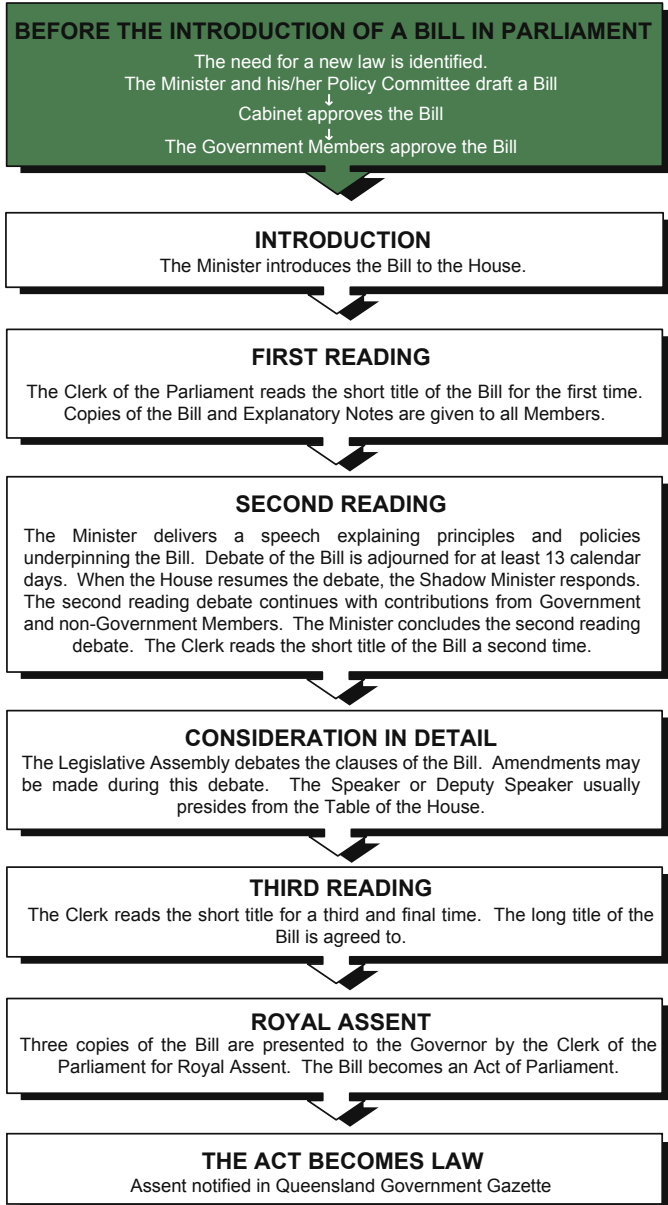 BEFORE THE INTRODUCTION OF A BILL IN PARLIAMENT
The need for a new law is identified.
The Minister and his/her Policy Committee draft a Bill
Cabinet approves the Bill
The Government Members approve the Bill
INTRODUCTION
The Minister introduces the Bill to the House.
FIRST READING
The Clerk of the Parliament reads the short title of the Bill for the first time.
Copies of the Bill and Explanatory Notes are given to all Members.
SECOND READING
The Minister delivers a speech explaining principles and policies
underpinning the Bill. Debate of the Bill is adjourned for at least 13 calendar
days. When the House resumes the debate, the Shadow Minister responds.
The second reading debate continues with contributions from Government
and non-Government Members. The Minister concludes the second reading
debate. The Clerk reads the short title of the Bill a second time.
CONSIDERATION IN DETAIL
The Legislative Assembly debates the clauses of the Bill. Amendments may
be made during this debate. The Speaker or Deputy Speaker usually
presides from the Table of the House.
THIRD READING
The Clerk reads the short title for a third and final time. The long title of the
Bill is agreed to.
ROYAL ASSENT
Three copies of the Bill are presented to the Governor by the Clerk of the
Parliament for Royal Assent. The Bill becomes an Act of Parliament.
THE ACT BECOMES LAW
Assent notified in Queensland Government Gazette